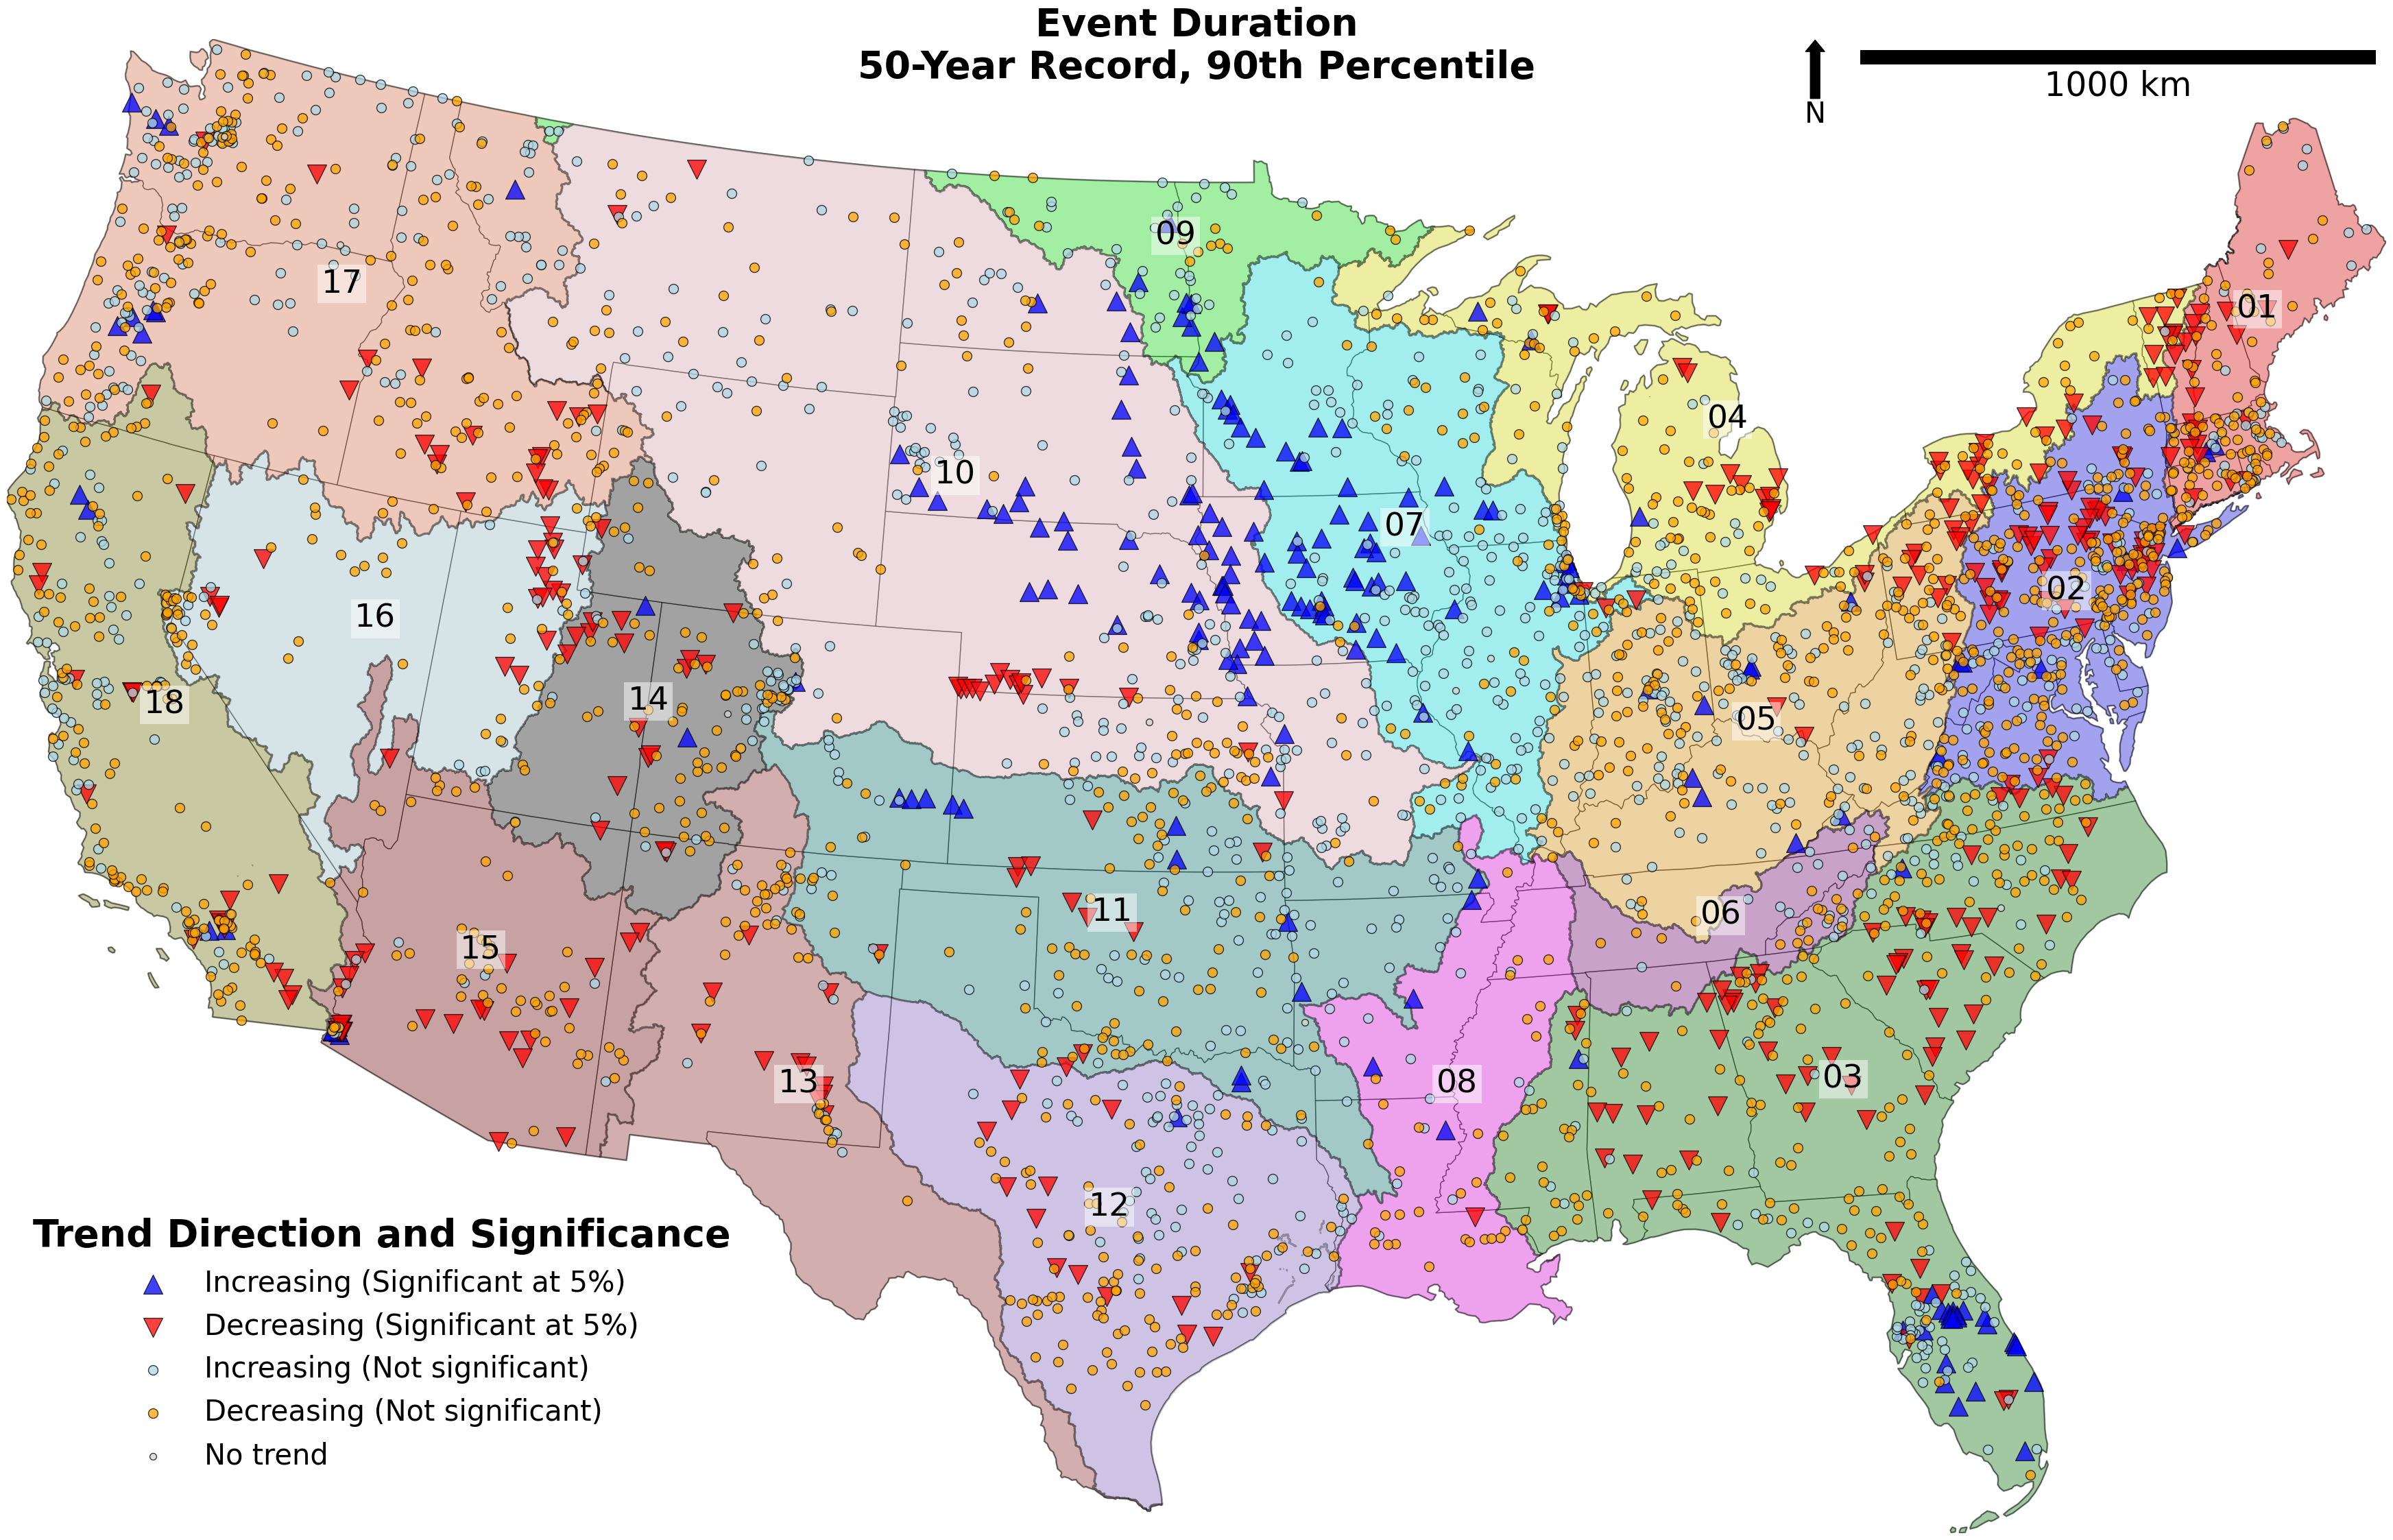 Event Duration
50-Year Record, 90th Percentile
1000 km
N
09
01
17
04
10
07
02
16
18
14
05
06
11
15
03
13
08
12
Trend Direction and Significance
Increasing (Significant at 5%)
Decreasing (Significant at 5%)
Increasing (Not significant)
Decreasing (Not significant)
No trend